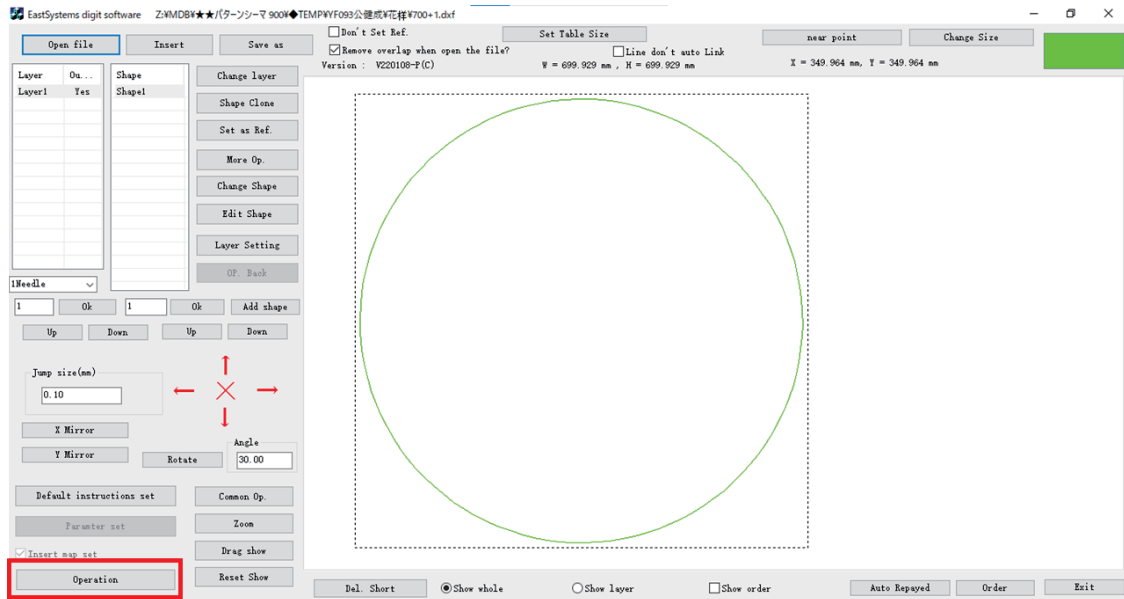 EastSystems digit software Z:¥MDB¥★★パターンシーマ 900¥◆TEMP¥YF093公健成¥花样¥700+1.dxf
Open file Insert Save as
Don't Set Ref. Set Table Size near point Change Size
Remove overlap when open the file? Line don't auto Link
Version : V220108-P(C) W = 699.929 mm , H = 699.929 mm X = 349.964 mm, Y = 349.964 mm
Layer Ou... Shape Change layer
Layer1 Yes Shape1
Shape Clone
Set as Ref.
More Op.
Change Shape
Edit Shape
Layer Setting
OP. Back
1Needle
1 Ok 1 Ok Add shape
Up Down Up Down
Jump size(mm)
0.10
X Mirror
Angle
Y Mirror Rotate 30.00
Default instructions set Common Op.
Paramter set Zoom
Insert map set Drag show
Operation Reset Show
Del. Short Show whole Show layer Show order Auto Repayed Order Exit